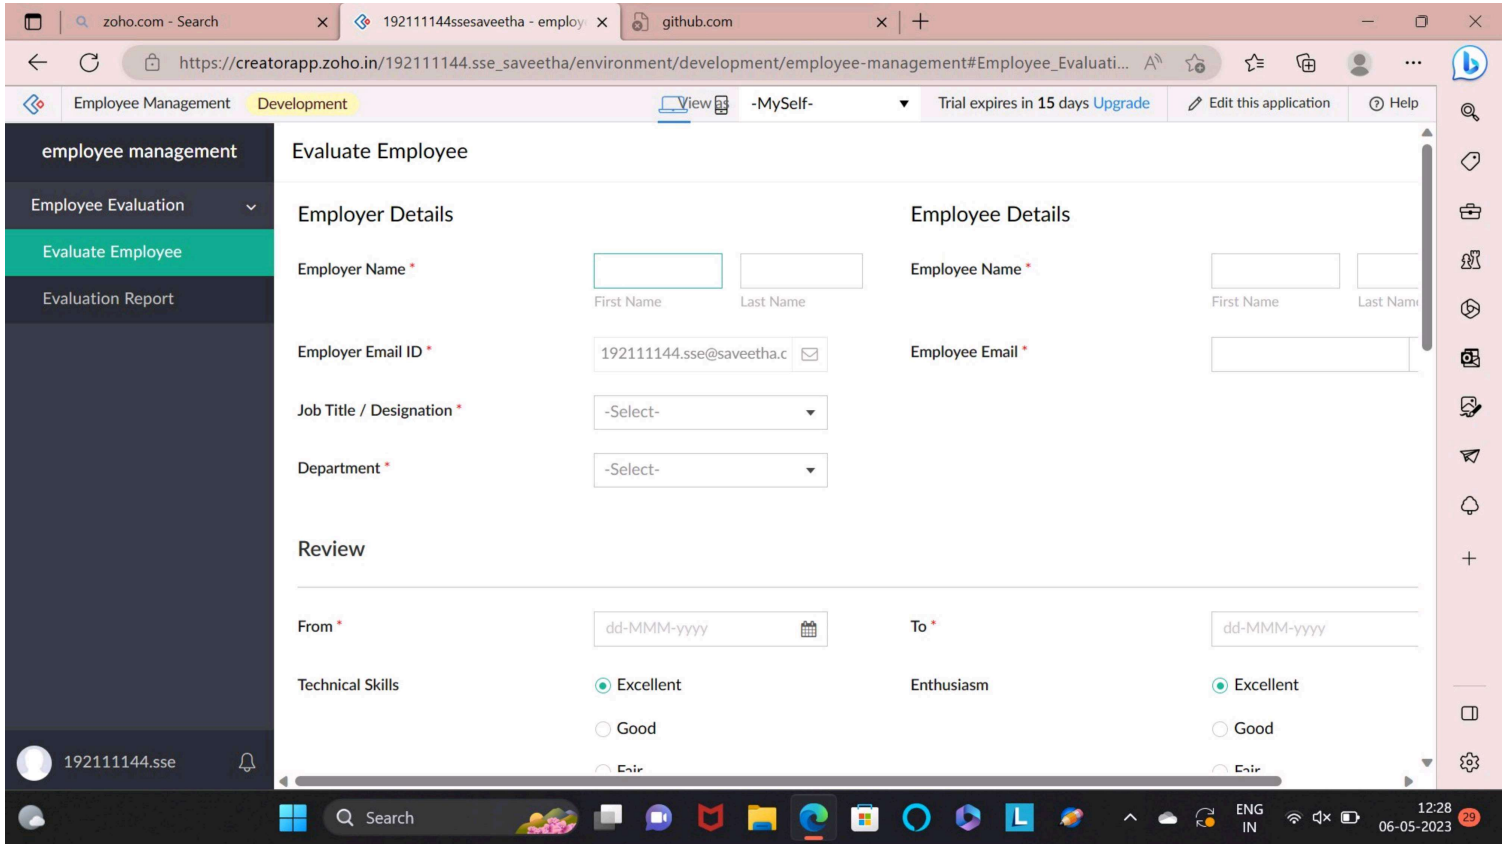 zoho.com - Search
192111144ssesaveetha - employ
github.com
https://creatorapp.zoho.in/192111144.sse_saveetha/environment/development/employee-management#Employee_Evaluati...
Employee Management Development View as -MySelf- Trial expires in 15 days Upgrade Edit this application Help
employee management
Employee Evaluation
Evaluate Employee
Evaluation Report
192111144.sse
Evaluate Employee
Employer Details Employee Details
Employer Name * Employee Name *
First Name Last Name First Name Last Name
Employer Email ID * 192111144.sse@saveetha.c Employee Email *
Job Title / Designation * -Select-
Department * -Select-
Review
From * dd-MMM-yyyy To * dd-MMM-yyyy
Technical Skills Excellent Enthusiasm Excellent
Good Good
Fair Fair
Search
ENG
IN
12:28
06-05-2023
29